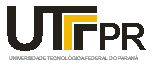 UTFPR
UNIVERSIDADE TECNOLÓGICA FEDERAL DO PARANÁ